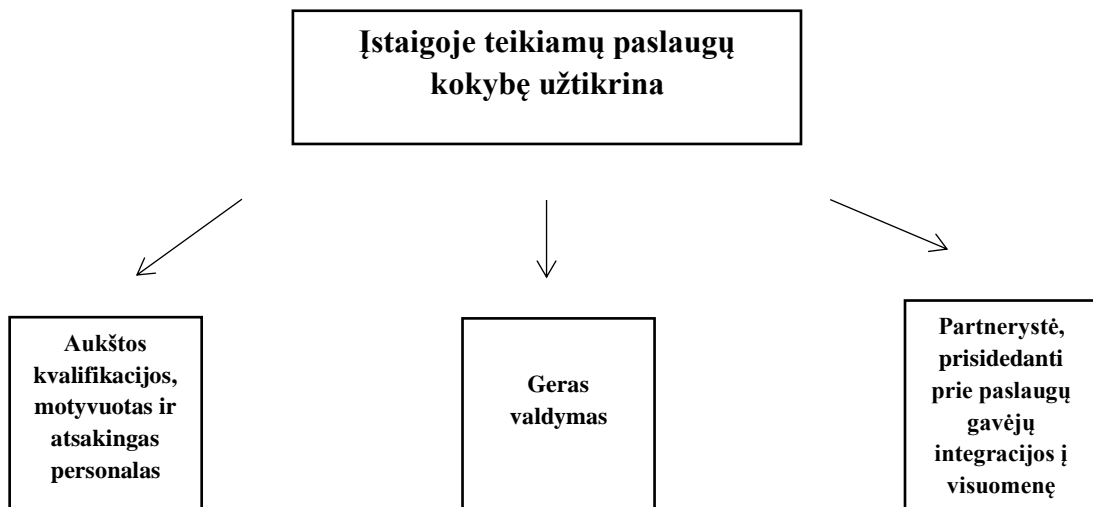 Įstaigoje teikiamų paslaugų
kokybę užtikrina
Aukštos
kvalifikacijos,
motyvuotas ir
atsakingas
personalas
Geras
valdymas
Partnerystė,
prisidedanti
prie paslaugų
gavėjų
integracijos į
visuomenę